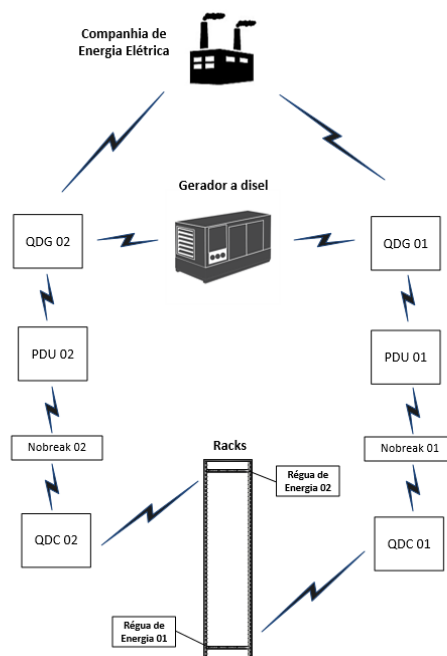 Companhia de
Energia Elétrica
Gerador a disel
QDG 02
QDG 01
PDU 02
PDU 01
Nobreak 02
Racks
Nobreak 01
Régua de
Energia 02
QDC 02
QDC 01
Régua de
Energia 01